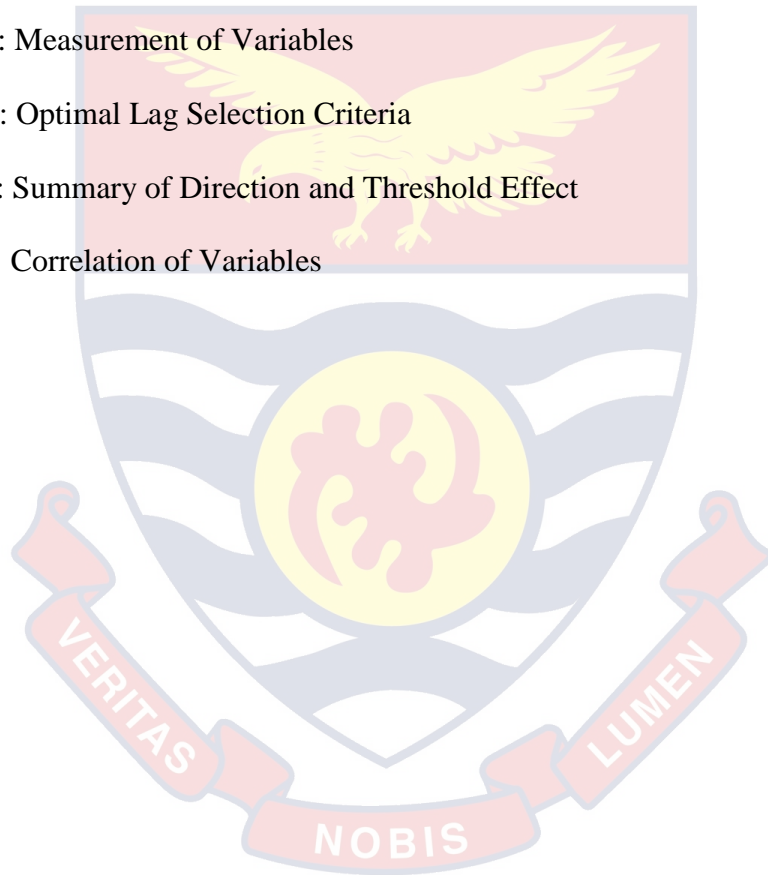 : Measurement of Variables
: Optimal Lag Selection Criteria
: Summary of Direction and Threshold Effect
Correlation of Variables
VERITAS
NOBIS
LUMEN